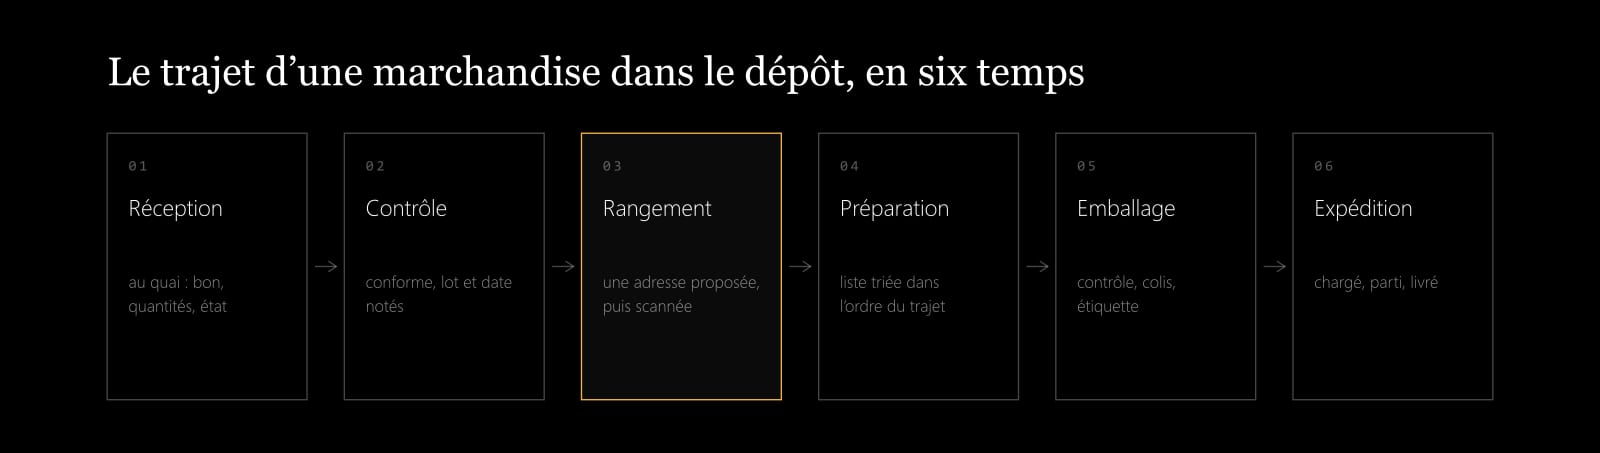 Le trajet d’une marchandise dans le dépôt, en six temps
01
Réception
au quai : bon,
quantités, état
02
Contrôle
conforme, lot et date
notés
03
Rangement
une adresse proposée,
puis scannée
04
Préparation
liste triée dans
l’ordre du trajet
05
Emballage
contrôle, colis,
étiquette
06
Expédition
chargé, parti, livré